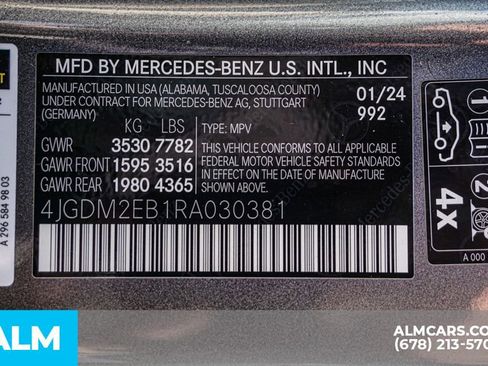 MFD BY MERCEDES-BENZ U.S. INTL., INC
MANUFACTURED IN USA (ALABAMA, TUSCALOOSA COUNTY)
UNDER CONTRACT FOR MERCEDES-BENZ AG, STUTTGART
(GERMANY)
01/24
992
KG LBS
TYPE: MPV
GVWR 3530 7782
GAWR FRONT 1595 3516
GAWR REAR 1980 4365
THIS VEHICLE CONFORMS TO ALL APPLICABLE
FEDERAL MOTOR VEHICLE SAFETY STANDARDS
IN EFFECT ON THE DATE OF MANUFACTURE
SHOWN ABOVE.
4JGDM2EB1RA030381
4x
A 000
A 296 584 98 03
ALM
ALMCARS.CO
(678) 213-570